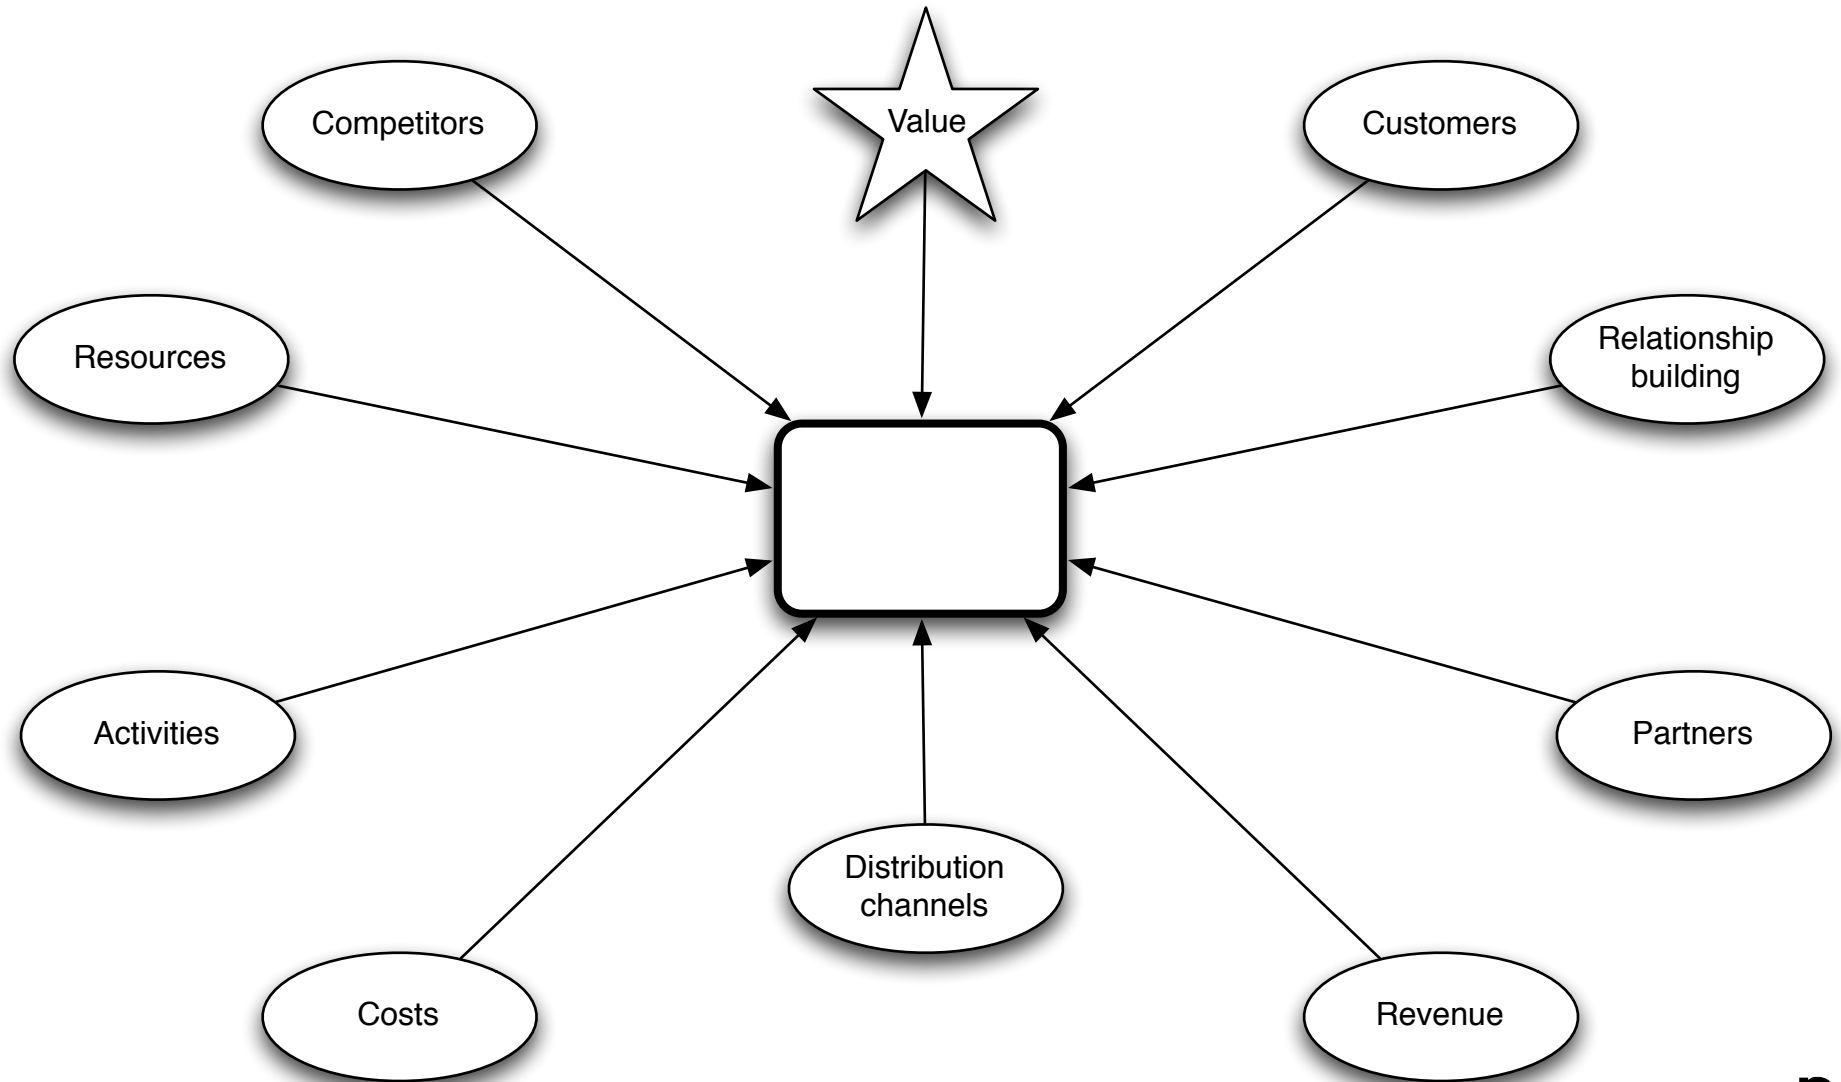 Value
Competitors
Customers
Relationship
building
Resources
Activities
Partners
Distribution
channels
Costs
Revenue